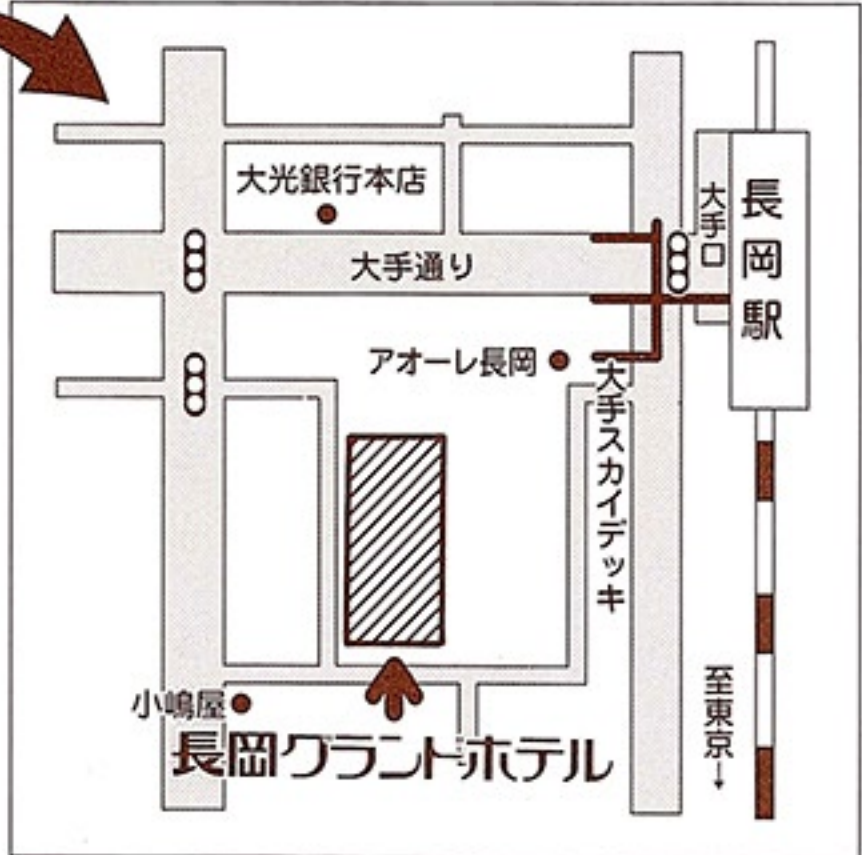 大光銀行本店
大手通り
大手口
長岡駅
アオーレ長岡
大手スカイデッキ
小嶋屋
至東京→
長岡グランドホテル